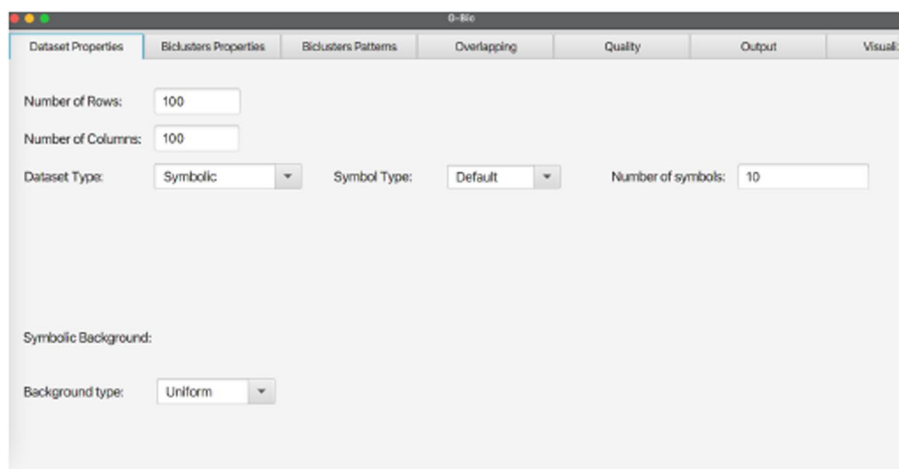 G-Bic
Dataset Properties Biclusters Properties Biclusters Patterns Overlapping Quality Output Visuali
Number of Rows: 100
Number of Columns: 100
Dataset Type: Symbolic Symbol Type: Default Number of symbols: 10
Symbolic Background:
Background type: Uniform